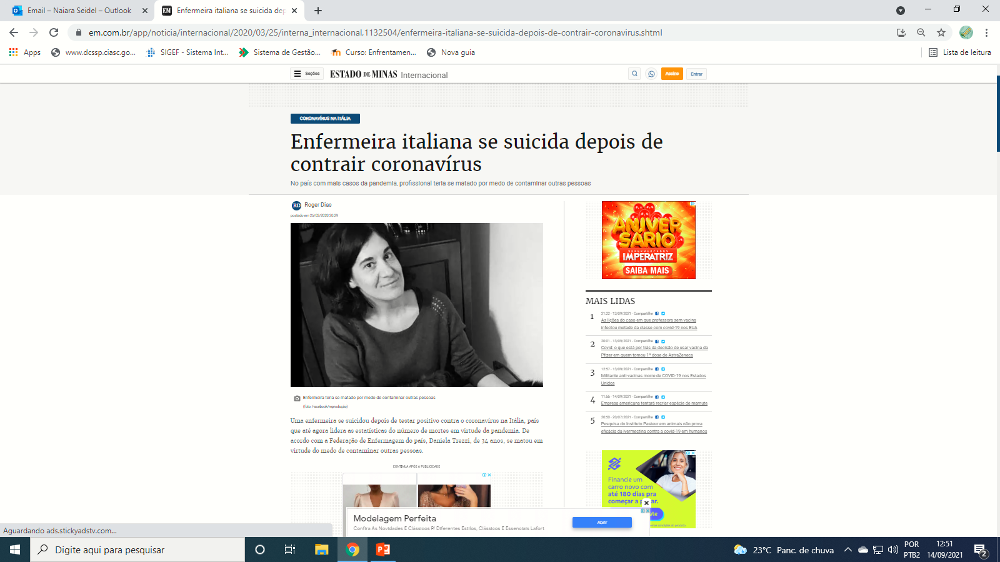 Email – Naiara Seidel – Outlook
EM
Enfermeira italiana se suicida dep
em.com.br/app/noticia/internacional/2020/03/25/interna_internacional,1132504/enfermeira-italiana-se-suicida-depois-de-contrair-coronavirus.shtml
Apps
www.dcssp.ciasc.go...
SIGEF - Sistema Int...
Sistema de Gestão...
Curso: Enfrentamen...
Nova guia
Lista de leitura
Seções
ESTADO DE MINAS Internacional
Assine
Entrar
CORONAVÍRUS NA ITÁLIA
Enfermeira italiana se suicida depois de
contrair coronavírus
No país com mais casos da pandemia, profissional teria se matado por medo de contaminar outras pessoas
RD
Roger Dias
postado em 25/03/2020 20:29
Enfermeira teria se matado por medo de contaminar outras pessoas
(foto: Facebook/reprodução)
Uma enfermeira se suicidou depois de testar positivo contra o coronavírus na Itália, país
que até agora lidera as estatísticas do número de mortes em virtude da pandemia. De
acordo com a Federação de Enfermagem do país, Daniela Trezzi, de 34 anos, se matou em
virtude do medo de contaminar outras pessoas.
CONTINUA APÓS A PUBLICIDADE
ANIVER
SÁRIO
SUPERMERCADOS
IMPERATRIZ
SAIBA MAIS
MAIS LIDAS
1
21:22 - 13/09/2021 - Compartilhe
As lições do caso em que professora sem vacina
infectou metade da classe com covid-19 nos EUA
2
20:01 - 13/09/2021 - Compartilhe
Covid: o que está por trás da decisão de usar vacina da
Pfizer em quem tomou 1ª dose de AstraZeneca
3
12:57 - 13/09/2021 - Compartilhe
Militante anti-vacinas morre de COVID-19 nos Estados
Unidos
4
11:55 - 14/09/2021 - Compartilhe
Empresa americana tentará recriar espécie de mamute
5
20:50 - 20/07/2021 - Compartilhe
Pesquisa do Instituto Pasteur em animais não prova
eficácia da ivermectina contra a covid-19 em humanos
Financie um
carro novo com
até 180 dias pra
começar a
Modelagem Perfeita
Confira As Novidades E Clássicos P/ Diferentes Estilos, Clássicos E Essenciais Lafort
Abrir
Aguardando ads.stickyadstv.com...
Digite aqui para pesquisar
23°C Panc. de chuva
POR
PTB2
12:51
14/09/2021
2